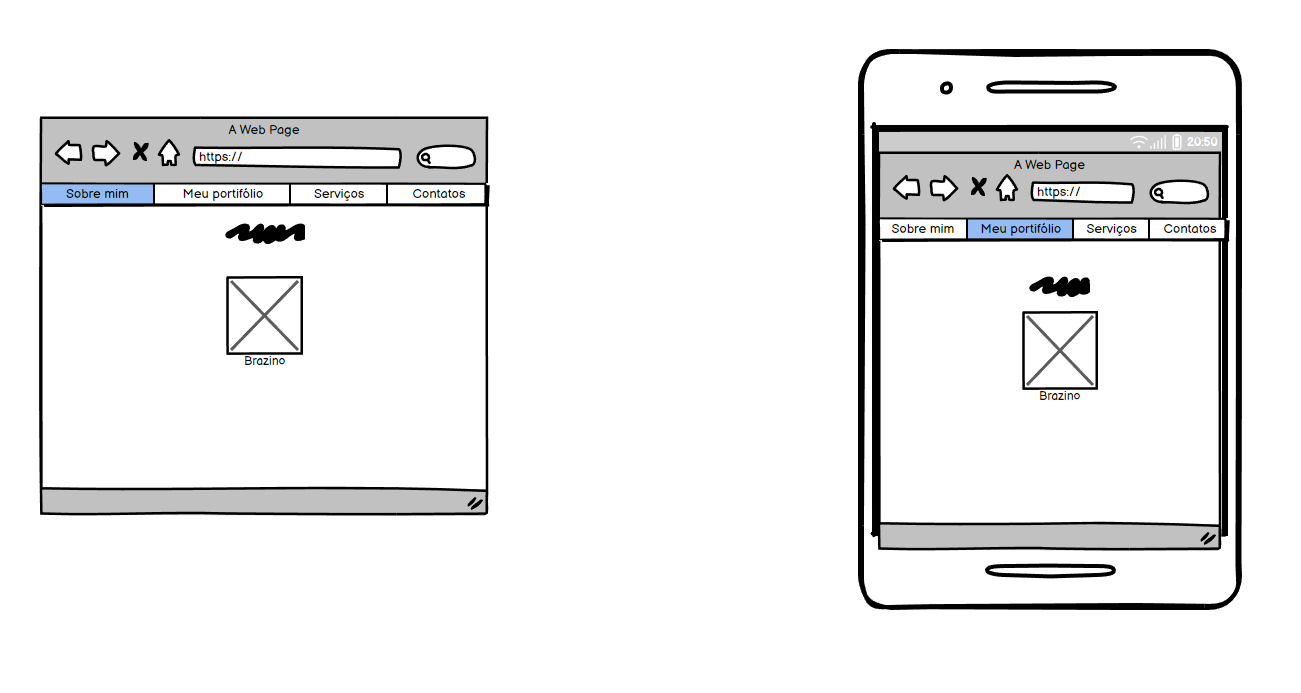 A Web Page
https://
Sobre mim Meu portifólio Serviços Contatos
Brazino
20:50
A Web Page
https://
Sobre mim Meu portifólio Serviços Contatos
Brazino